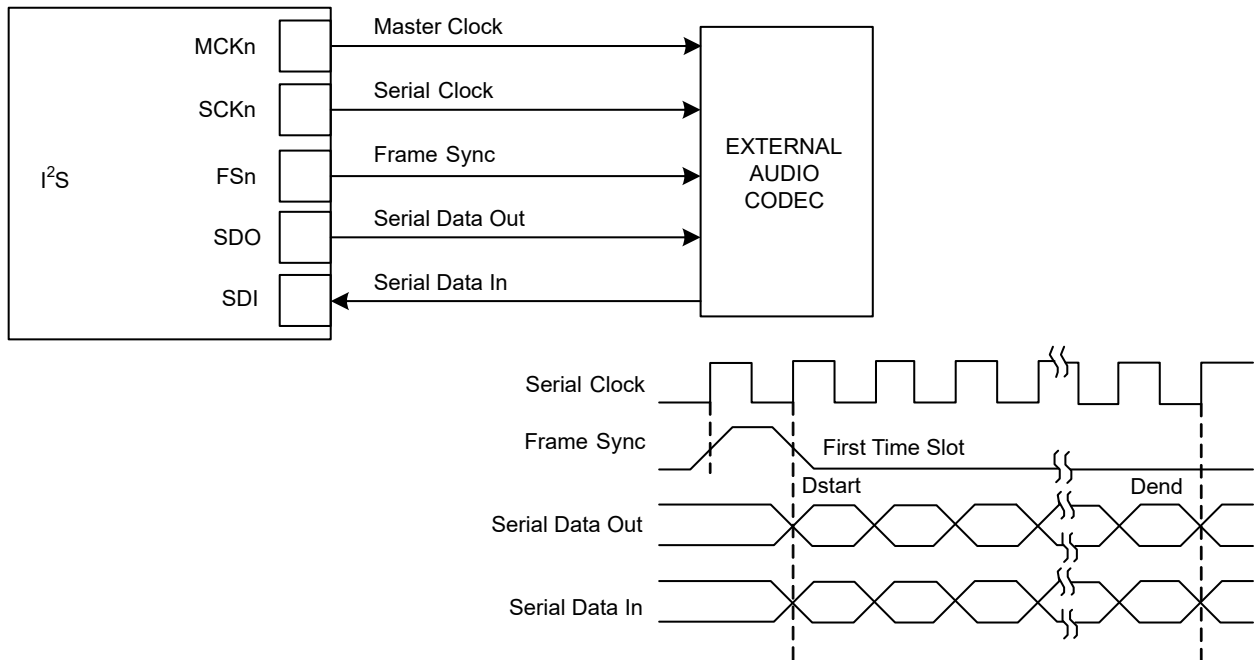 MCKn
Master Clock
SCKn
Serial Clock
I²S
FSn
Frame Sync
SDO
Serial Data Out
SDI
Serial Data In
EXTERNAL
AUDIO
CODEC
Serial Clock
Frame Sync
First Time Slot
Dstart
Dend
Serial Data Out
Serial Data In